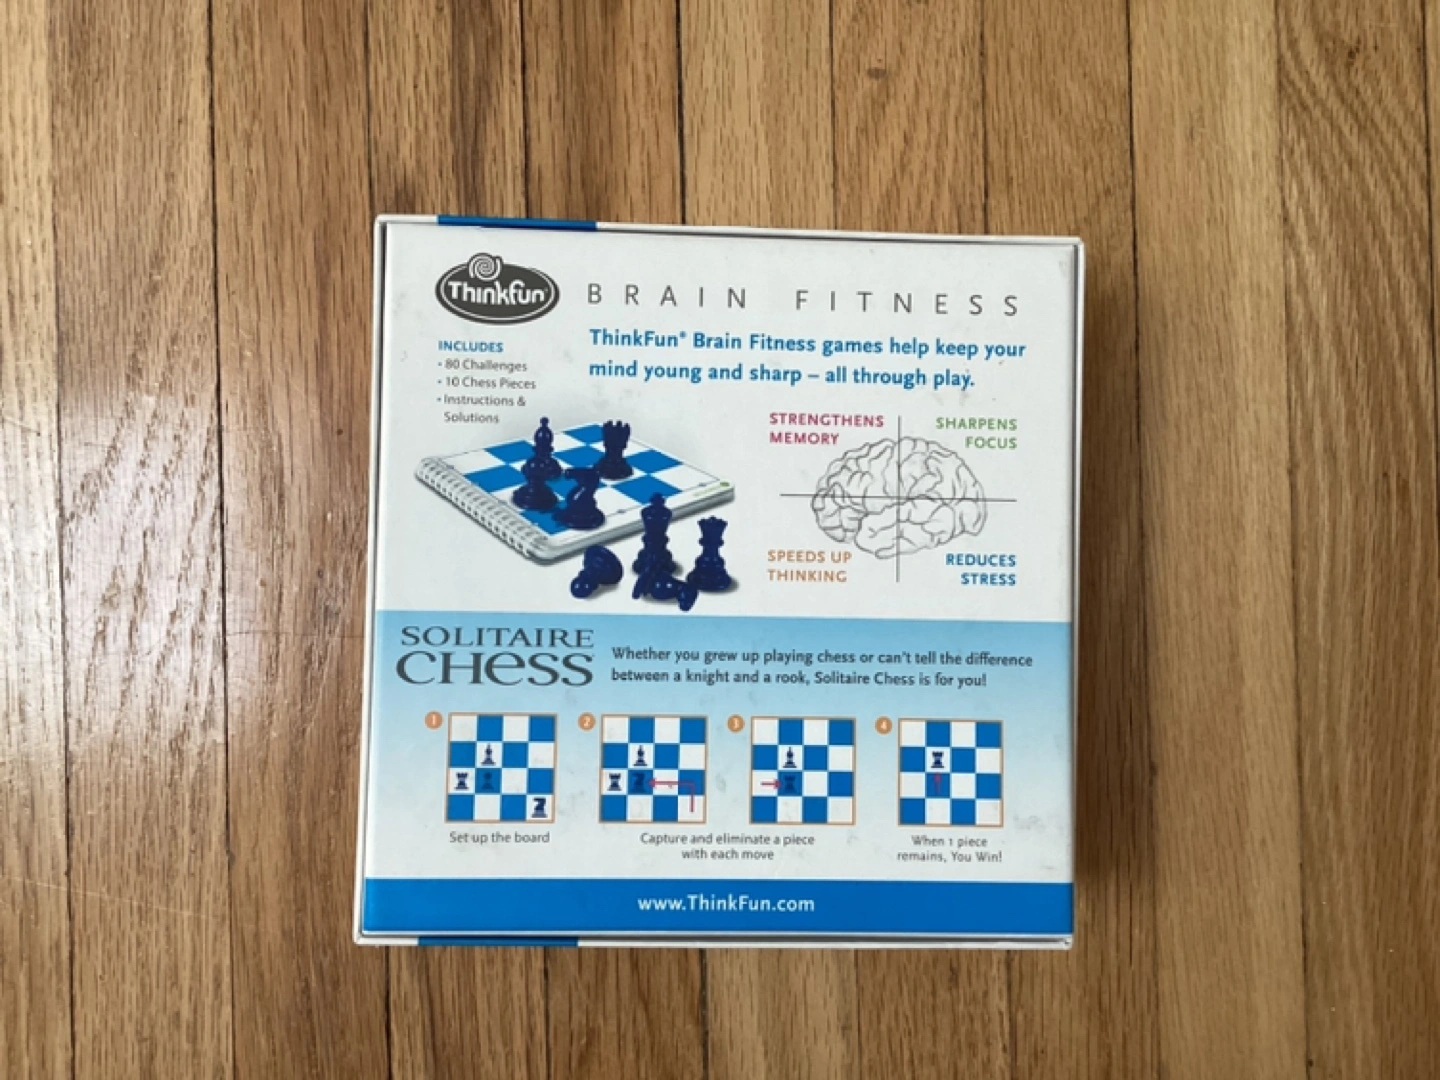 ThinkFun
BRAIN FITNESS
INCLUDES
• 80 Challenges
• 10 Chess Pieces
• Instructions &
Solutions
ThinkFun® Brain Fitness games help keep your
mind young and sharp – all through play.
STRENGTHENS
MEMORY
SHARPENS
FOCUS
SPEEDS UP
THINKING
REDUCES
STRESS
SOLITAIRE
CHESS
Whether you grew up playing chess or can't tell the difference
between a knight and a rook, Solitaire Chess is for you!
1
2
3
4
Set up the board
Capture and eliminate a piece
with each move
When 1 piece
remains, You Win!
www.ThinkFun.com